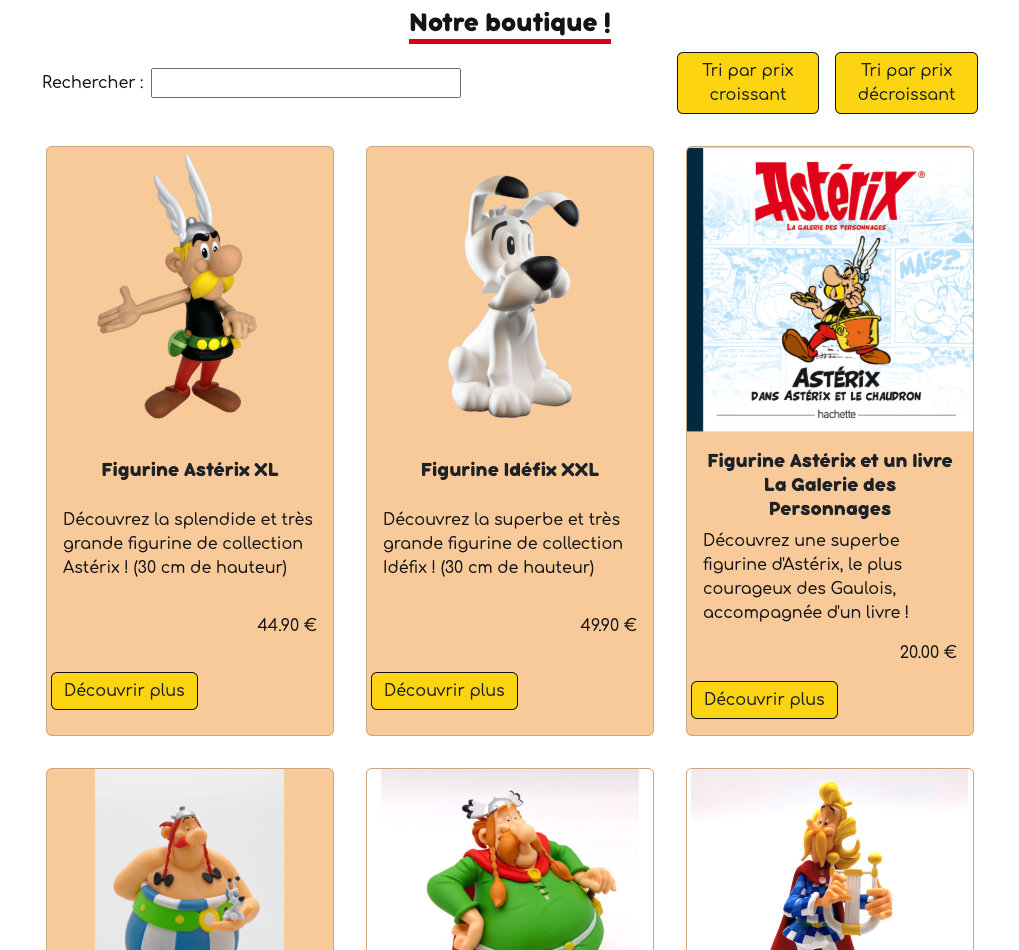 Notre boutique !
Rechercher :
Tri par prix
croissant
Tri par prix
décroissant
Astérix®
LA GALERIE DES PERSONNAGES
MAIS?...
ASTÉRIX
DANS ASTÉRIX ET LE CHAUDRON
hachette
Figurine Astérix XL
Découvrez la splendide et très
grande figurine de collection
Astérix ! (30 cm de hauteur)
44.90 €
Découvrir plus
Figurine Idéfix XXL
Découvrez la superbe et très
grande figurine de collection
Idéfix ! (30 cm de hauteur)
49.90 €
Découvrir plus
Figurine Astérix et un livre
La Galerie des
Personnages
Découvrez une superbe
figurine d'Astérix, le plus
courageux des Gaulois,
accompagnée d'un livre !
20.00 €
Découvrir plus